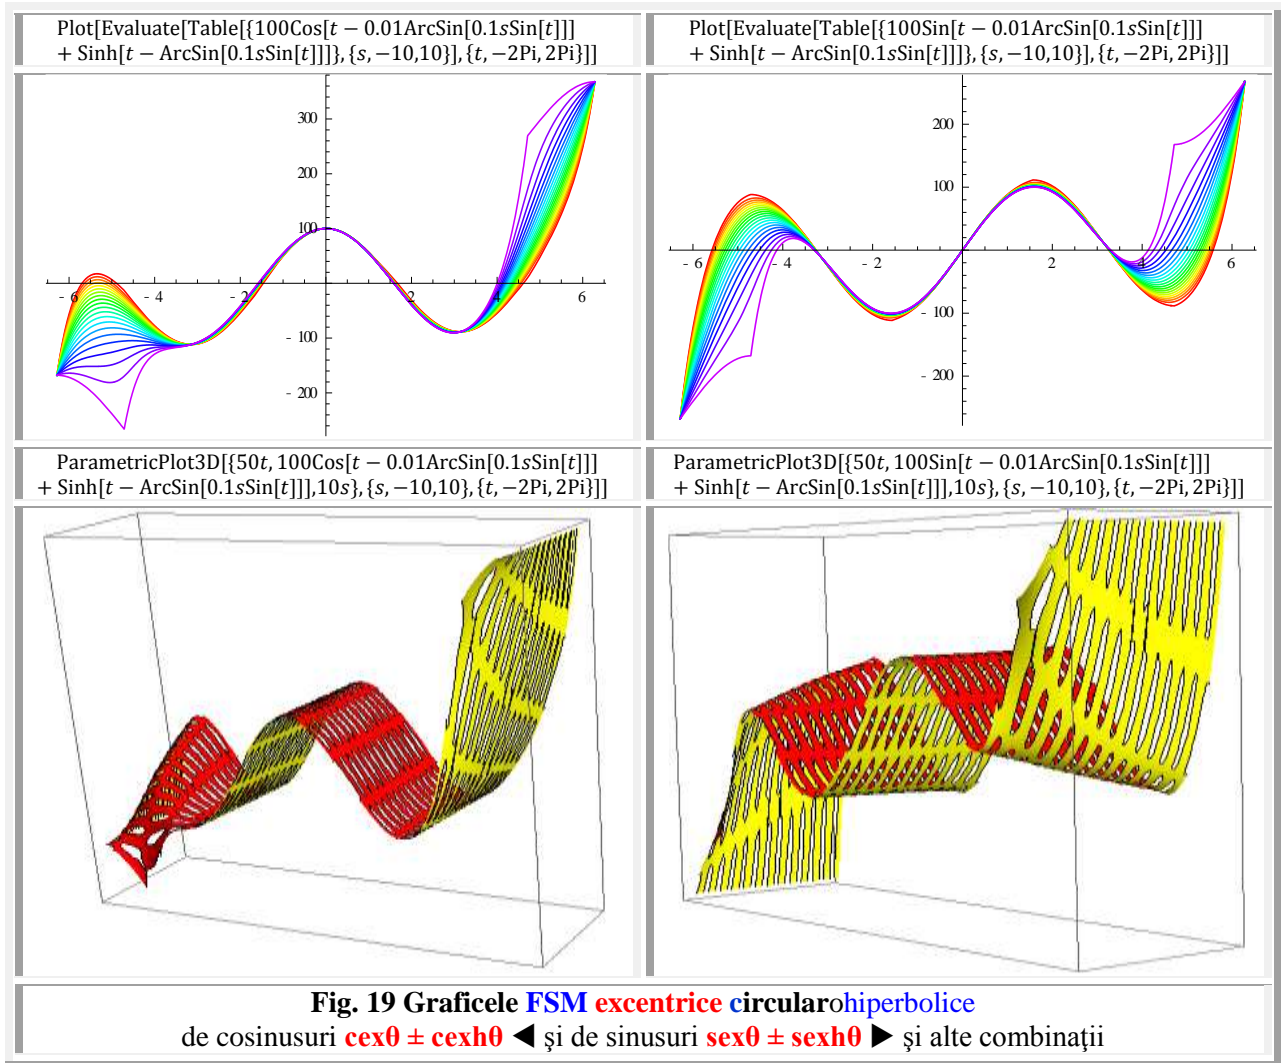 Plot[Evaluate[Table[{100Cos[t − 0.01ArcSin[0.1sSin[t]]]
+ Sinh[t − ArcSin[0.1sSin[t]]]},{s,−10,10}],{t,−2Pi,2Pi}]]
Plot[Evaluate[Table[{100Sin[t − 0.01ArcSin[0.1sSin[t]]]
+ Sinh[t − ArcSin[0.1sSin[t]]]},{s,−10,10}],{t,−2Pi,2Pi}]]
300
200
100
- 6
- 4
- 2
2
4
6
- 100
- 200
200
100
- 6
- 4
- 2
2
4
6
- 100
- 200
ParametricPlot3D[{50t,100Cos[t − 0.01ArcSin[0.1sSin[t]]]
+ Sinh[t − ArcSin[0.1sSin[t]]],10s},{s,−10,10},{t,−2Pi,2Pi}]]
ParametricPlot3D[{50t,100Sin[t − 0.01ArcSin[0.1sSin[t]]]
+ Sinh[t − ArcSin[0.1sSin[t]]],10s},{s,−10,10},{t,−2Pi,2Pi}]]
Fig. 19 Graficele FSM excentrice circularohiperbolice
de cosinusuri cexθ ± cexhθ ◄ şi de sinusuri sexθ ± sexhθ ► şi alte combinaţii